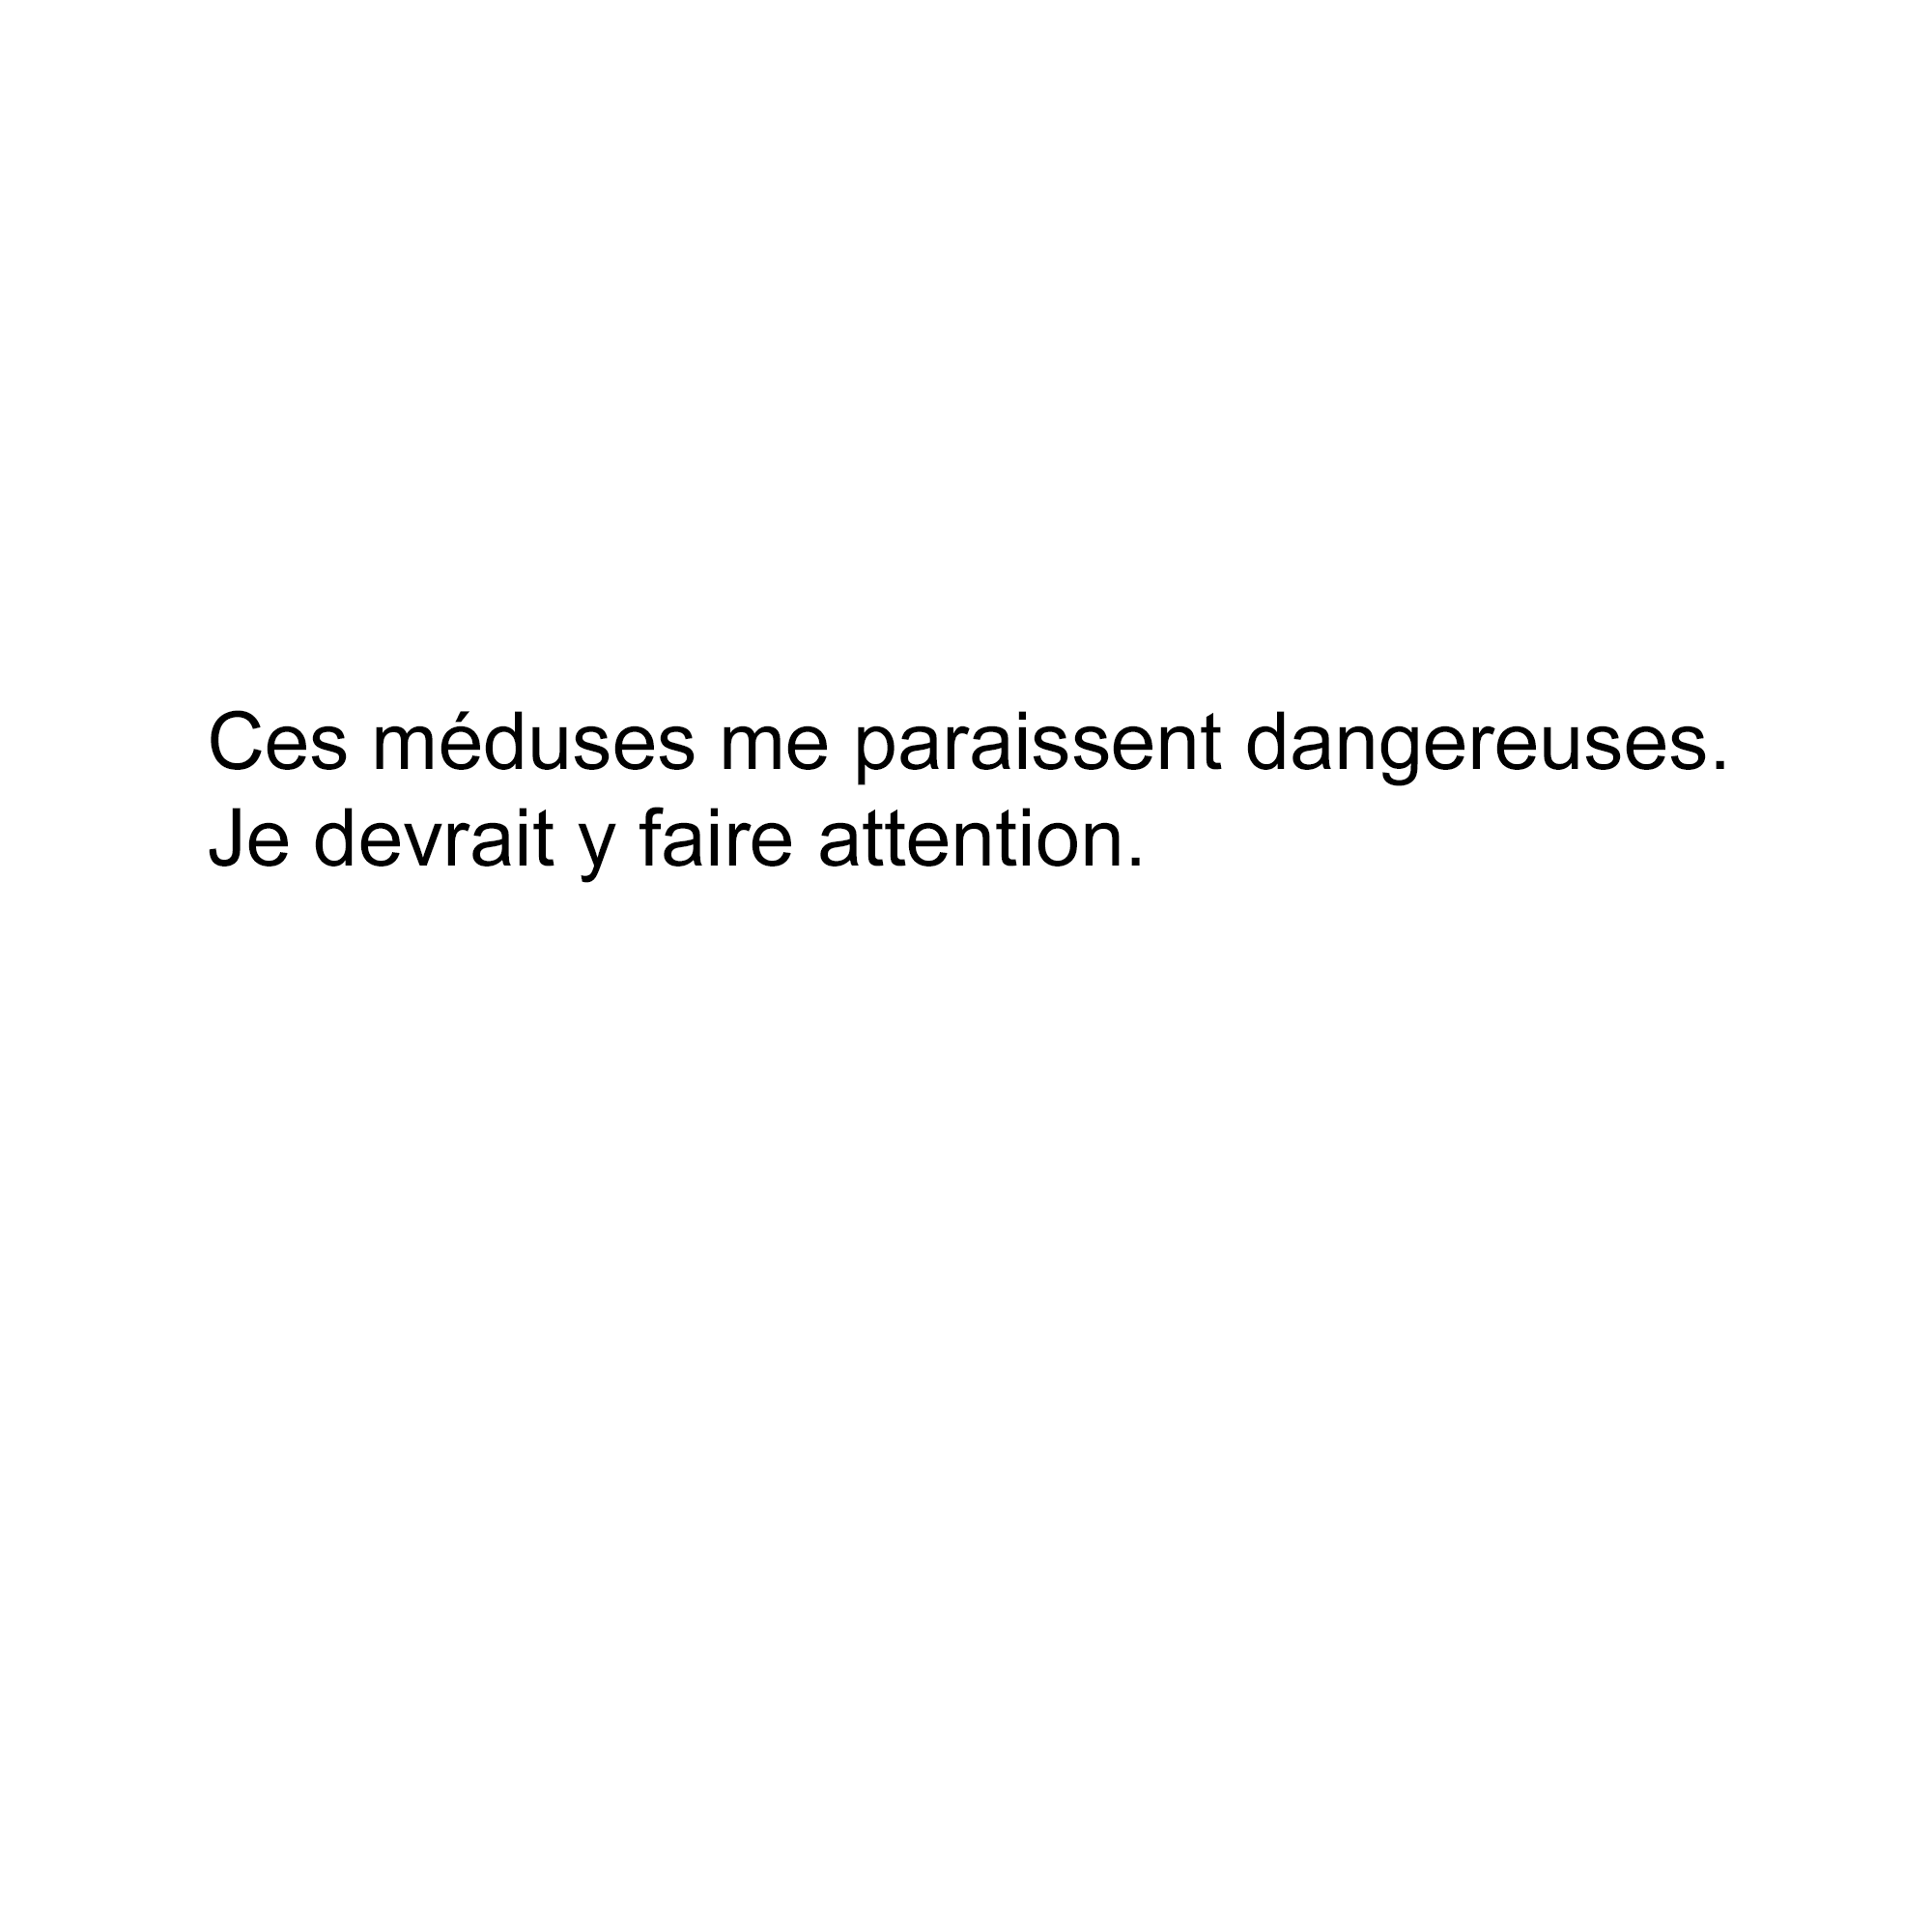 Ces méduses me paraissent dangereuses.
Je devrait y faire attention.